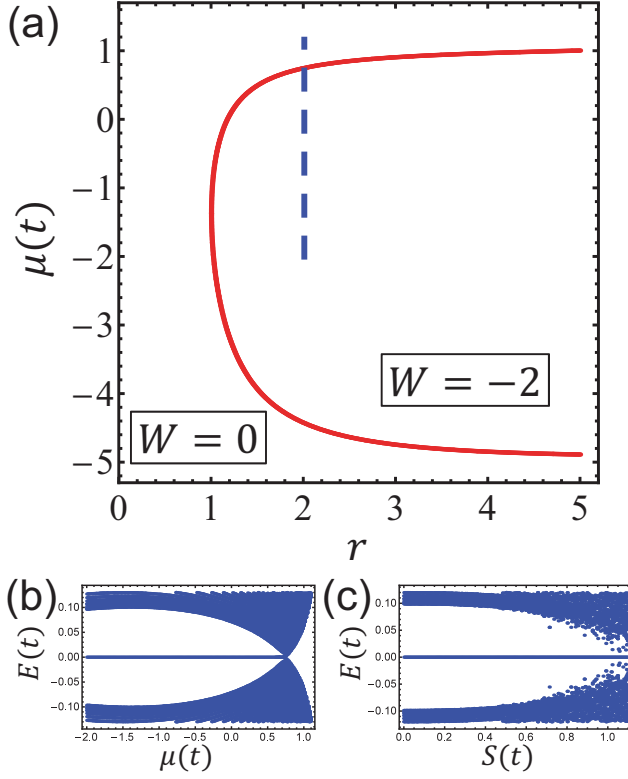 (a)
1
0
−1
−2
−3
−4
−5
μ(t)
W = −2
W = 0
0 1 2 3 4 5
r
(b)
0.10
0.05
0.00
−0.05
−0.10
E(t)
−2.0 −1.5 −1.0 −0.5 0.0 0.5 1.0
μ(t)
(c)
0.10
0.05
0.00
−0.05
−0.10
E(t)
0.0 0.2 0.4 0.6 0.8 1.0
S(t)